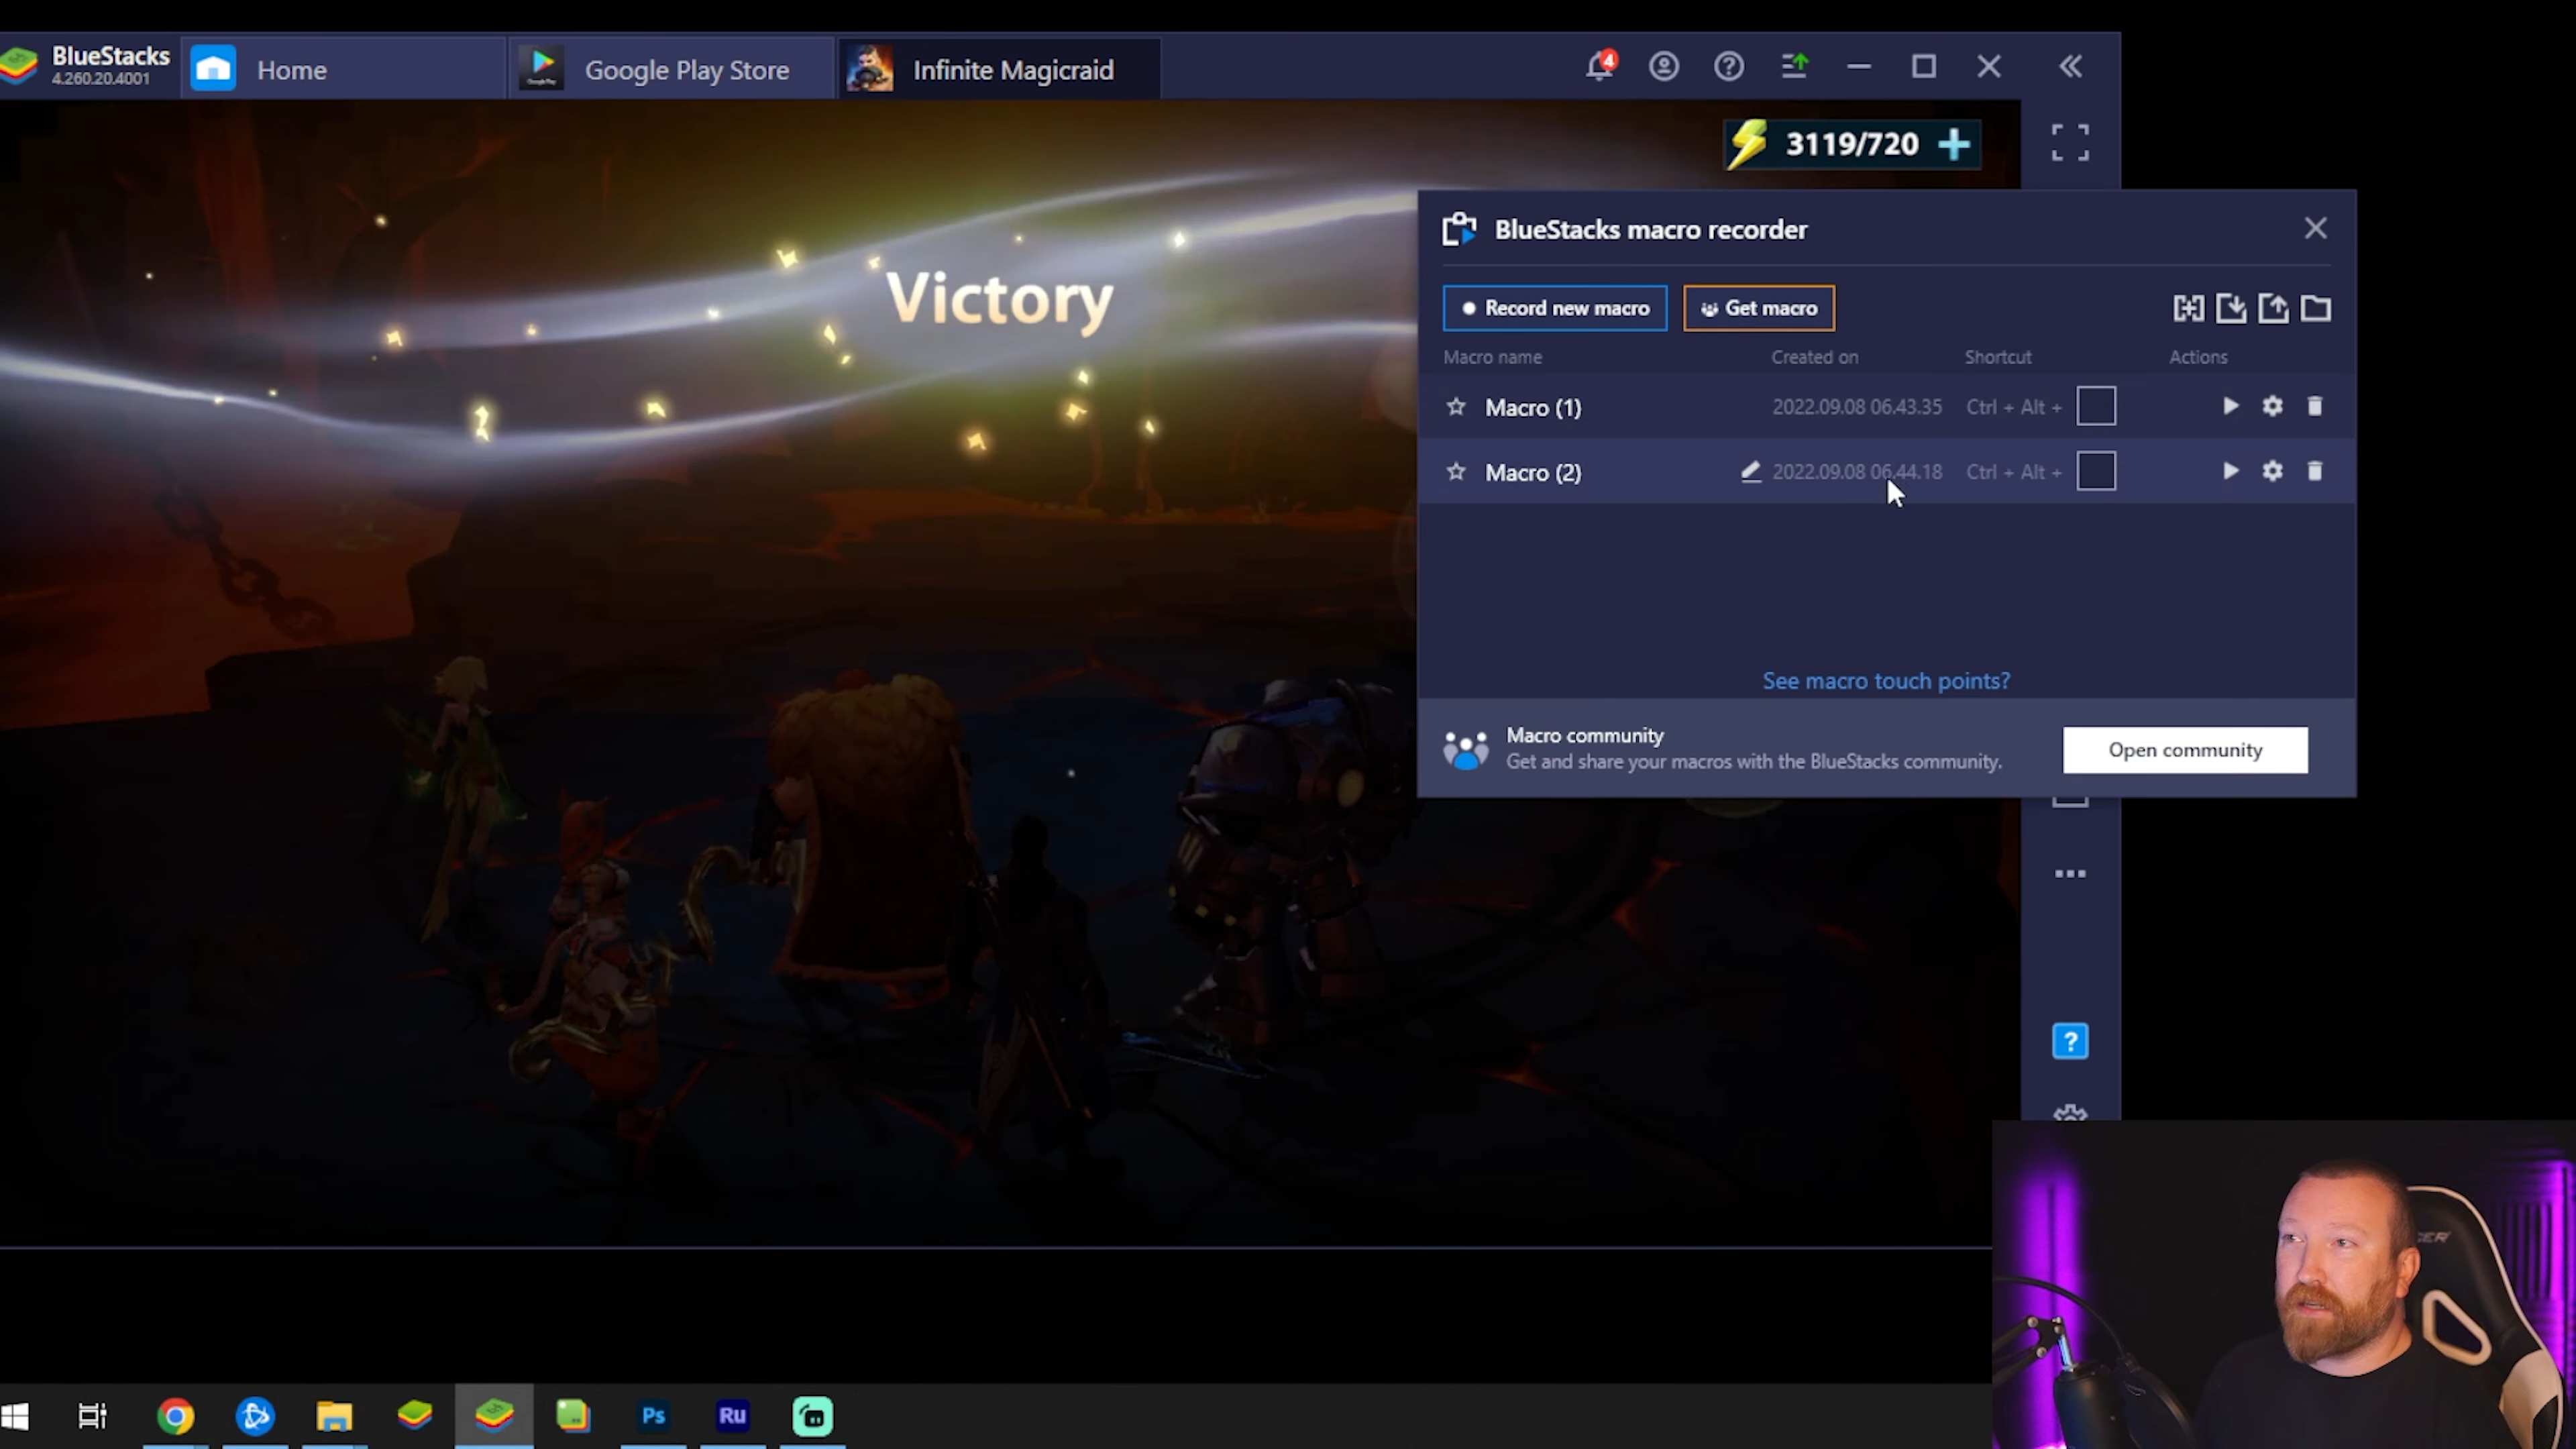 BlueStacks
4.260.20.4001
Home
Google Play Store
Infinite Magicraid
4
3119/720
Victory
BlueStacks macro recorder
Record new macro
Get macro
Macro name
Created on
Shortcut
Actions
Macro (1)
2022.09.08 06.43.35
Ctrl + Alt +
Macro (2)
2022.09.08 06.44.18
Ctrl + Alt +
See macro touch points?
Macro community
Get and share your macros with the BlueStacks community.
Open community
?
Ps
Ru